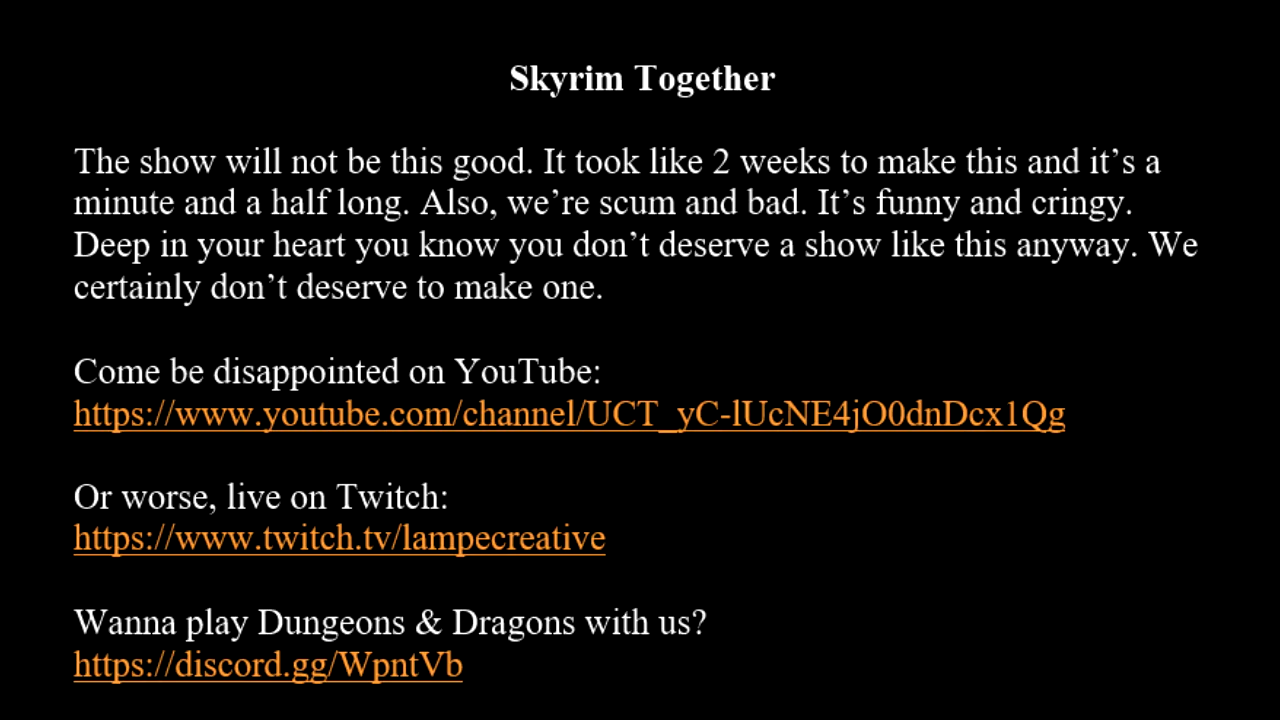 Skyrim Together
The show will not be this good. It took like 2 weeks to make this and it’s a
minute and a half long. Also, we’re scum and bad. It’s funny and cringy.
Deep in your heart you know you don’t deserve a show like this anyway. We
certainly don’t deserve to make one.
Come be disappointed on YouTube:
https://www.youtube.com/channel/UCT_yC-lUcNE4jO0dnDcx1Qg
Or worse, live on Twitch:
https://www.twitch.tv/lampecreative
Wanna play Dungeons & Dragons with us?
https://discord.gg/WpntVb